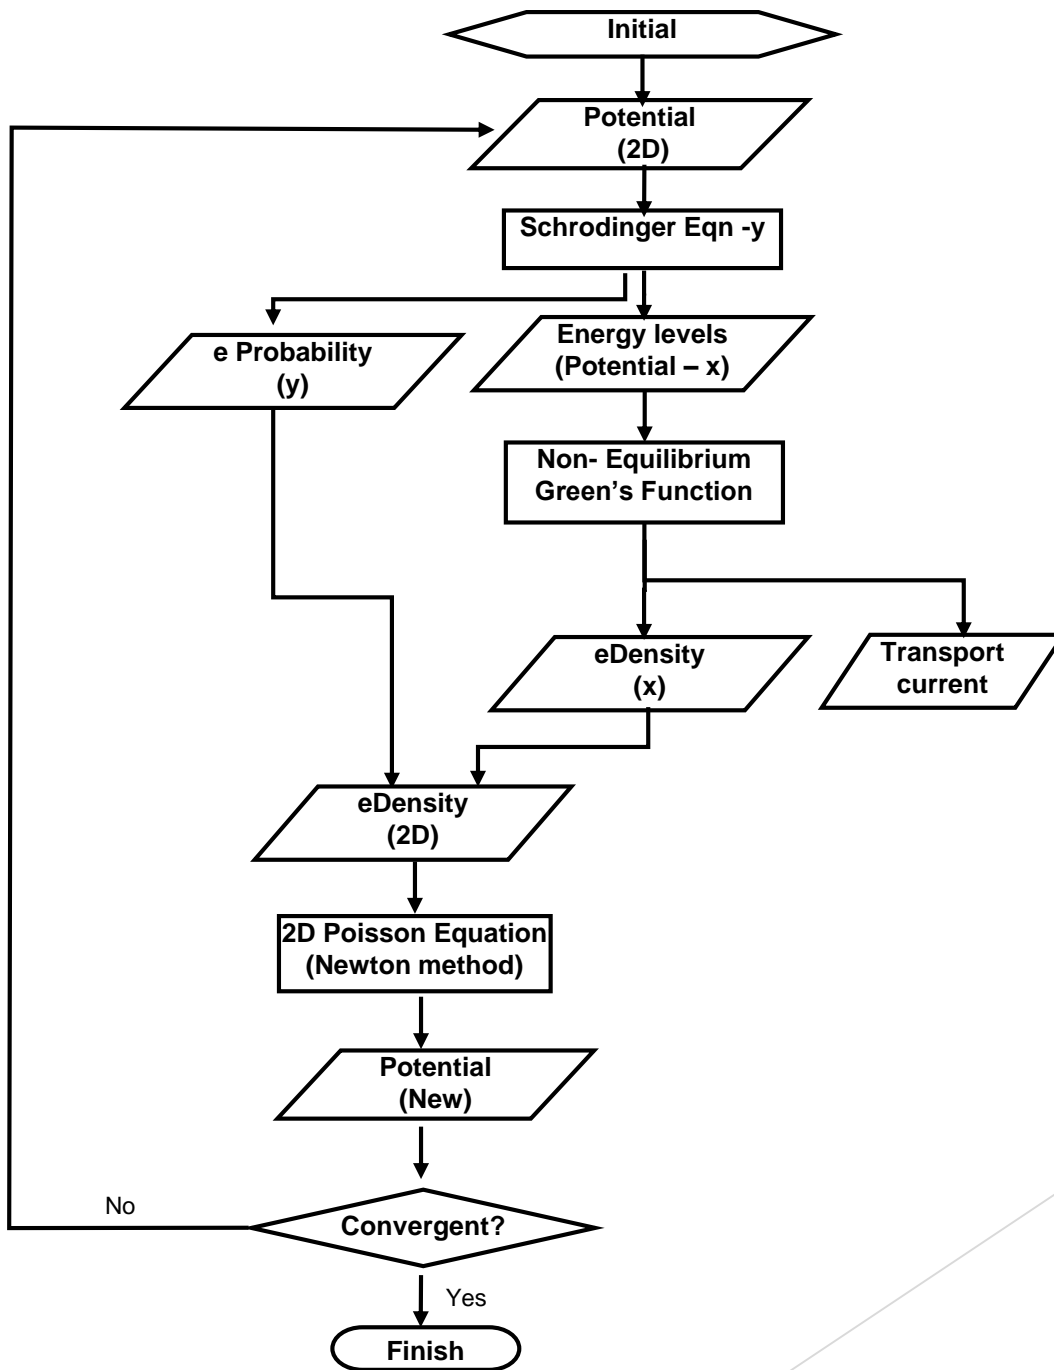 Initial
Potential
(2D)
Schrodinger Eqn -y
e Probability
(y)
Energy levels
(Potential – x)
Non- Equilibrium
Green’s Function
eDensity
(x)
Transport
current
eDensity
(2D)
2D Poisson Equation
(Newton method)
Potential
(New)
No
Convergent?
Yes
Finish